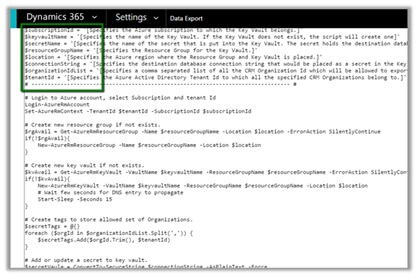 Dynamics 365 Settings Data Export
$subscriptionId = '[Specifies the Azure subscription to which the Key Vault belongs.]'
$keyvaultName = '[Specifies the name of the Key Vault. If the Key Vault does not exist, the script will create one]'
$secretName = '[Specifies the name of the secret that is put into the Key Vault. The secret holds the destination datab
$resourceGroupName = '[Specifies the Resource Group for the Key Vault.]'
$location = '[Specifies the Azure region where the Resource Group and Key Vault is placed.]'
$connectionString = '[Specifies the destination database connection string that would be placed as a secret in the Key
$organizationIdList = '[Specifies a comma separated list of all the CRM Organization Id which will be allowed to export
$tenantId = '[Specifies the Azure Active Directory Tenant Id to which all the specified CRM Organizations belong to.]'
# Login to Azure account, select Subscription and tenant Id
Login-AzureRmAccount
Set-AzureRmContext -TenantId $tenantId -SubscriptionId $subscriptionId
# Create new resource group if not exists.
$rgAvail = Get-AzureRmResourceGroup -Name $resourceGroupName -Location $location -ErrorAction SilentlyContinue
if(!$rgAvail){
New-AzureRmResourceGroup -Name $resourceGroupName -Location $location
}
# Create new key vault if not exists.
$kvAvail = Get-AzureRmKeyVault -VaultName $keyvaultName -ResourceGroupName $resourceGroupName -ErrorAction SilentlyCon
if(!$kvAvail){
New-AzureRmKeyVault -VaultName $keyvaultName -ResourceGroupName $resourceGroupName -Location $location
# Wait few seconds for DNS entry to propagate
Start-Sleep -Seconds 15
}
# Create tags to store allowed set of Organizations.
$secretTags = @{}
foreach ($orgId in $organizationIdList.Split(',')) {
$secretTags.Add($orgId.Trim(), $tenantId)
}
# Add or update a secret to key vault.
$secretVaule = ConvertTo-SecureString $connectionString -AsPlainText -Force